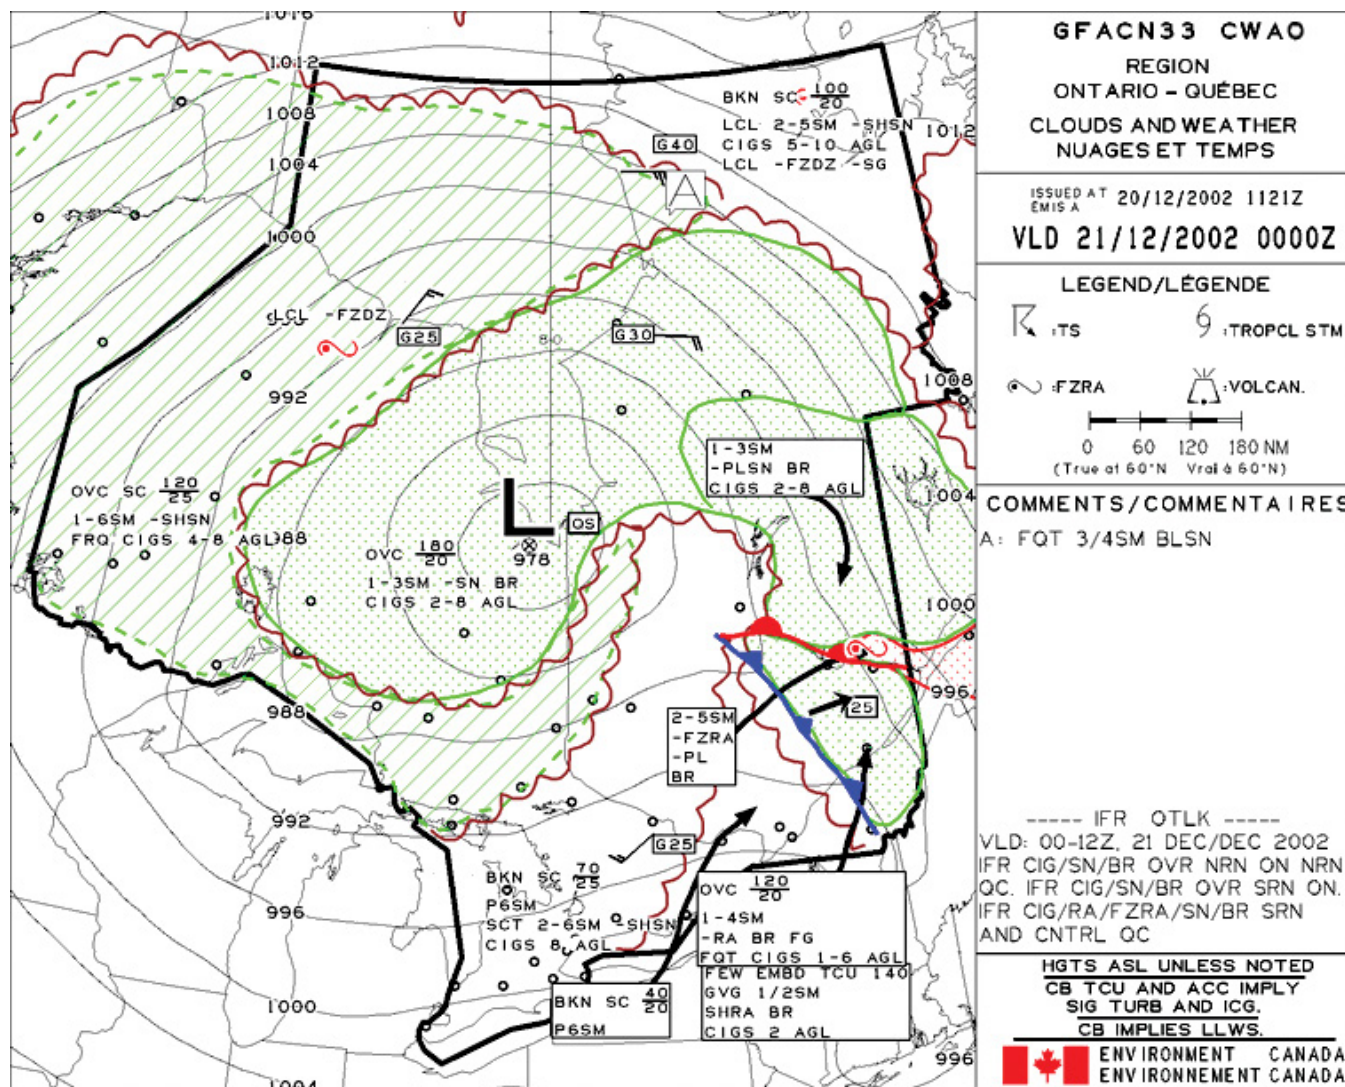 1016
1012
1008
1004
1000
992
988
988
992
996
1000
1004
BKN SC 100
20
LCL 2-5SM -SHSN
CIGS 5-10 AGL
LCL -FZDZ -SG
1012
G40
A
LCL -FZDZ
G25
80
G30
1008
1-3SM
-PLSN BR
CIGS 2-8 AGL
1004
OVC SC 120
25
1-6SM -SHSN
FRQ CIGS 4-8 AGL
L
QS
978
OVC 180
20
1-3SM -SN BR
CIGS 2-8 AGL
1000
996
25
2-5SM
-FZRA
-PL
BR
G25
BKN SC 70
25
P6SM
SCT 2-6SM -SHSN
CIGS 8 AGL
OVC 120
20
1-4SM
-RA BR FG
FQT CIGS 1-6 AGL
FEW EMBD TCU 140
GVG 1/2SM
SHRA BR
CIGS 2 AGL
BKN SC 40
20
P6SM
996
GFACN33 CWAO
REGION
ONTARIO - QUÉBEC
CLOUDS AND WEATHER
NUAGES ET TEMPS
ISSUED AT
ÉMIS A 20/12/2002 1121Z
VLD 21/12/2002 0000Z
LEGEND/LÉGENDE
:TS
:TROPCL STM
:FZRA
:VOLCAN.
0 60 120 180 NM
(True at 60°N Vrai à 60°N)
COMMENTS/COMMENTAIRES
A: FQT 3/4SM BLSN
----- IFR OTLK -----
VLD: 00-12Z, 21 DEC/DEC 2002
IFR CIG/SN/BR OVR NRN ON NRN
QC. IFR CIG/SN/BR OVR SRN ON.
IFR CIG/RA/FZRA/SN/BR SRN
AND CNTRL QC
HGTS ASL UNLESS NOTED
CB TCU AND ACC IMPLY
SIG TURB AND ICG.
CB IMPLIES LLWS.
ENVIRONMENT CANADA
ENVIRONNEMENT CANADA